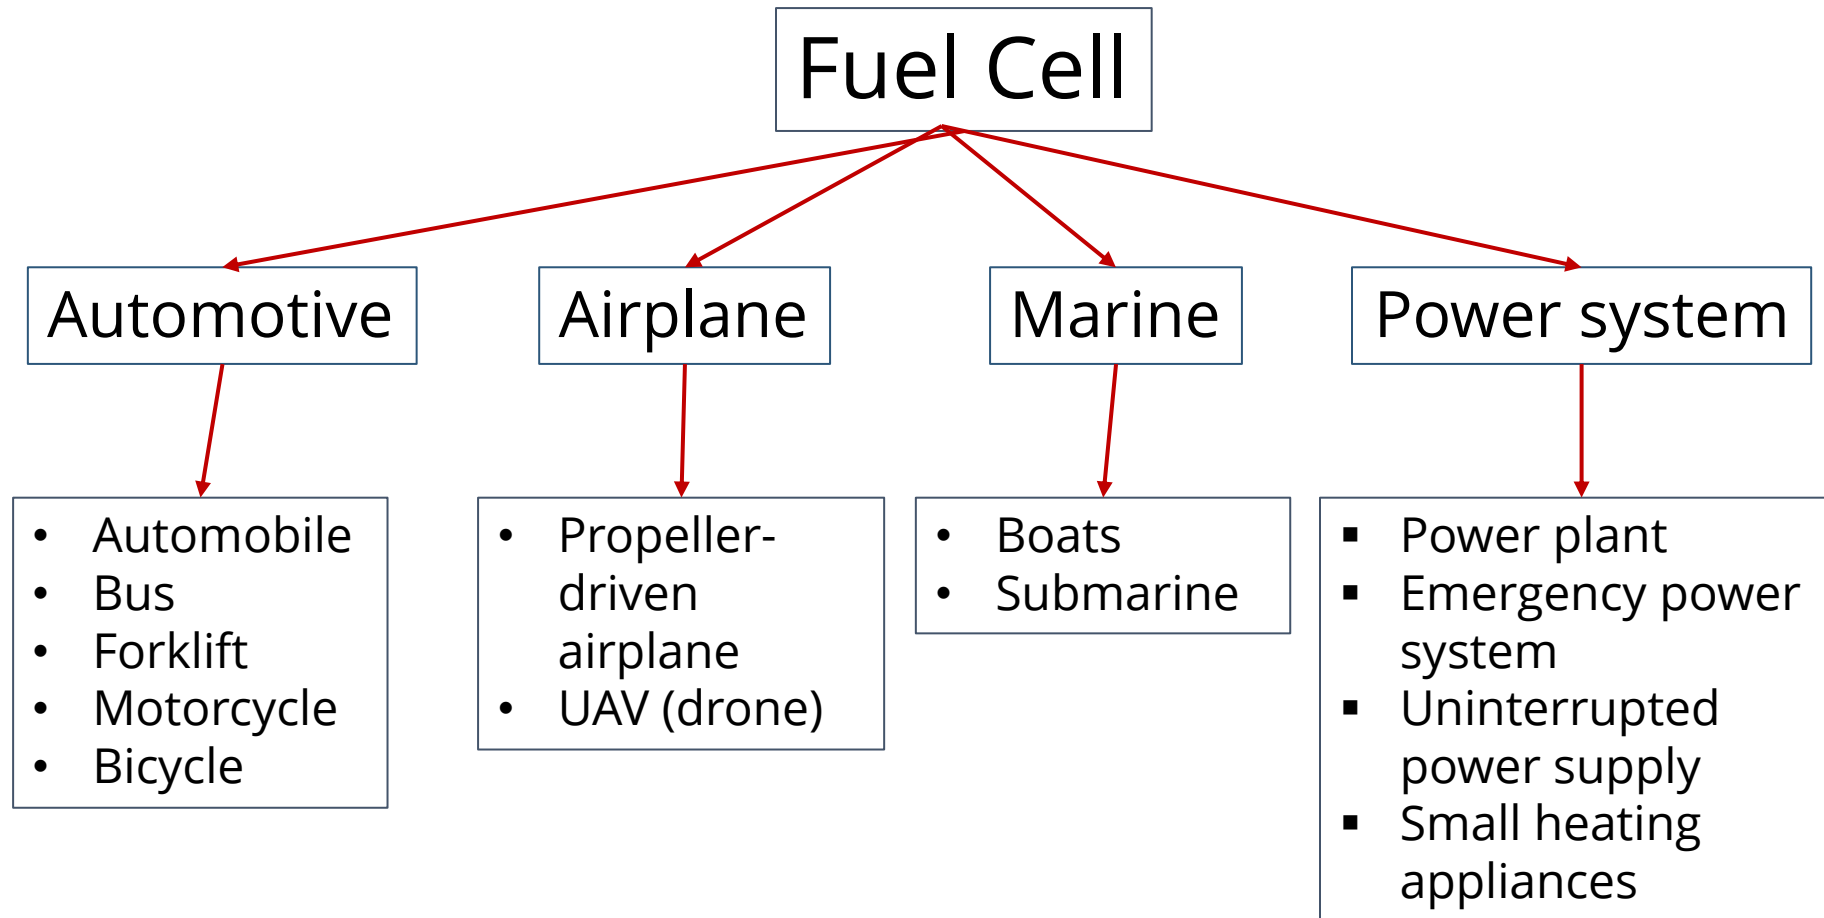 Fuel Cell
Automotive
Airplane
Marine
Power system
• Automobile
• Bus
• Forklift
• Motorcycle
• Bicycle
• Propeller-
driven
airplane
• UAV (drone)
• Boats
• Submarine
▪ Power plant
▪ Emergency power
system
▪ Uninterrupted
power supply
▪ Small heating
appliances